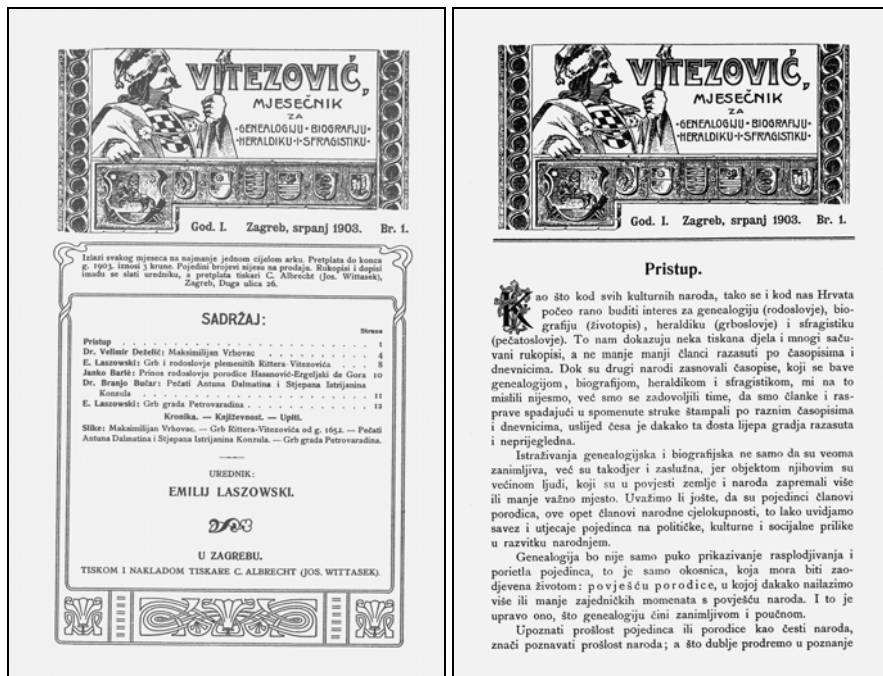 VITEZOVIĆ„
MJESEČNIK
ZA
·GENEALOGIJU·BIOGRAFIJU·
·HERALDIKU·I·SFRAGISTIKU·
God. I. Zagreb, srpanj 1903. Br. 1.
Izlazi svakog mjeseca na najmanje jednom cijelom arku. Pretplata do konca
g. 1903. iznosi 3 krune. Pojedini brojevi nijesu na prodaja. Rukopisi i dopisi
imadu se slati uredniku, a pretplata tiskari C. Albrecht (Jos. Wittasek),
Zagreb, Duga ulica 26.
SADRŽAJ:
Strana
Pristup . . . . . . . . . . . . . . . . . . . . 1
Dr. Velimir Deželić: Maksimilijan Vrhovac . . . . . . . . . . 4
E. Laszowski: Grb i rodoslovje plemenitih Rittera-Vitezovića . . . . 8
Janko Barlè: Prinos rodoslovju porodice Hasanović-Ergeljski de Gora 10
Dr. Branjo Bučar: Pečati Antuna Dalmatina i Stjepana Istrijanina
Konzula . . . . . . . . . . . . . . . . . . 11
E. Laszowski: Grb grada Petrovaradina . . . . . . . . . . . 12
Kronika. — Književnost. — Upiti.
Slike: Maksimilijan Vrhovac. — Grb Rittera-Vitezovića od g. 1652. — Pečati
Antuna Dalmatina i Stjepana Istrijanina Konzula. — Grb grada Petrovaradina.
UREDNIK:
EMILIJ LASZOWSKI.
U ZAGREBU.
TISKOM I NAKLADOM TISKARE C. ALBRECHT (JOS. WITTASEK).
VITEZOVIĆ„
MJESEČNIK
ZA
·GENEALOGIJU·BIOGRAFIJU·
·HERALDIKU·I·SFRAGISTIKU·
God. I. Zagreb, srpanj 1903. Br. 1.
Pristup.
Kao što kod svih kulturnih naroda, tako se i kod nas Hrvata
počeo rano buditi interes za genealogiju (rodoslovje), bio-
grafiju (životopis), heraldiku (grboslovje) i sfragistiku
(pečatoslovje). To nam dokazuju neka tiskana djela i mnogi saču-
vani rukopisi, a ne manje manji članci razasuti po časopisima i
dnevnicima. Dok su drugi narodi zasnovali časopise, koji se bave
genealogijom, biografijom, heraldikom i sfragistikom, mi na to
mislili nijesmo, već smo se zadovoljili time, da smo članke i ras-
prave spadajući u spomenute struke štampali po raznim časopisima
i dnevnicima, uslijed česa je dakako ta dosta lijepa gradja razasuta
i neprijegledna.
Istraživanja genealogijska i biografijska ne samo da su veoma
zanimljiva, već su takodjer i zaslužna, jer objektom njihovim su
većinom ljudi, koji su u povjesti zemlje i naroda zapremali više
ili manje važno mjesto. Uvažimo li jošte, da su pojedinci članovi
porodica, ove opet članovi narodne cjelokupnosti, to lako uvidjamo
savez i utjecaje pojedinca na političke, kulturne i socijalne prilike
u razvitku narodnjem.
Genealogija bo nije samo puko prikazivanje rasplodjivanja i
porietla pojedinca, to je samo okosnica, koja mora biti zao-
djevena životom: povješću porodice, u kojoj dakako nailazimo
više ili manje zajedničkih momenata s povješću naroda. I to je
upravo ono, što genealogiju čini zanimljivom i poučnom.
Upoznati prošlost pojedinca ili porodice kao česti naroda,
znači poznavati prošlost naroda; a što dublje prodremo u poznanje